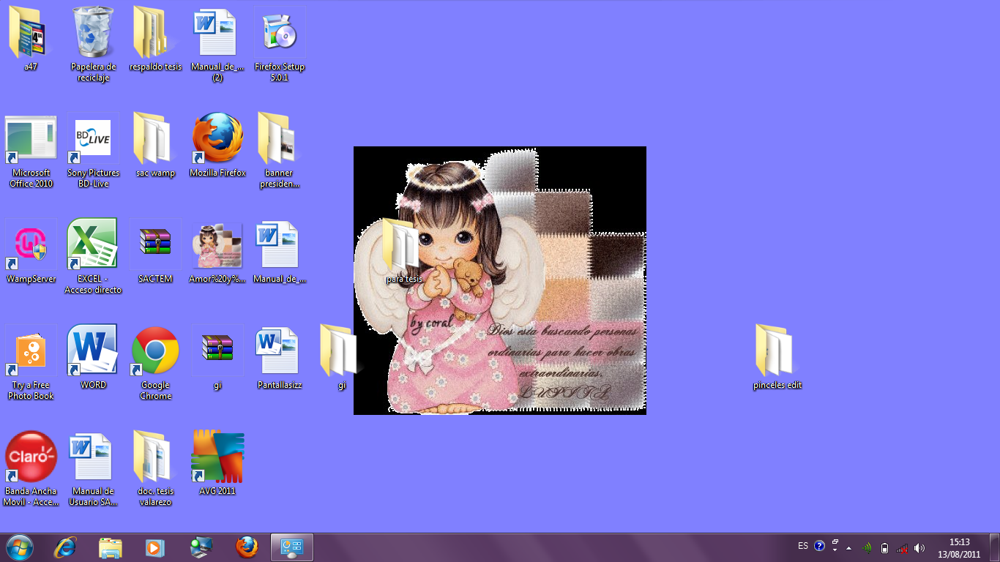 a47
Papelera de
reciclaje
respaldo tesis
Manual_de_...
(2)
Firefox Setup
5.0.1
Microsoft
Office 2010
BD LIVE
Sony Pictures
BD-Live
sac wamp
Mozilla Firefox
banner
presiden...
WampServer
EXCEL -
Acceso directo
SACTEM
Amor%20y%...
Manual_de_...
para tesis
by coral
Dios esta buscando personas
ordinarias para hacer obras
extraordinarias.
LUPITA
Try a Free
Photo Book
WORD
Google
Chrome
gi
Pantallasizz
gi
pinceles edit
Claro
Banda Ancha
Movil - Acce...
Manual de
Usuario SA...
doc. tesis
valarezo
AVG 2011
ES
15:13
13/08/2011